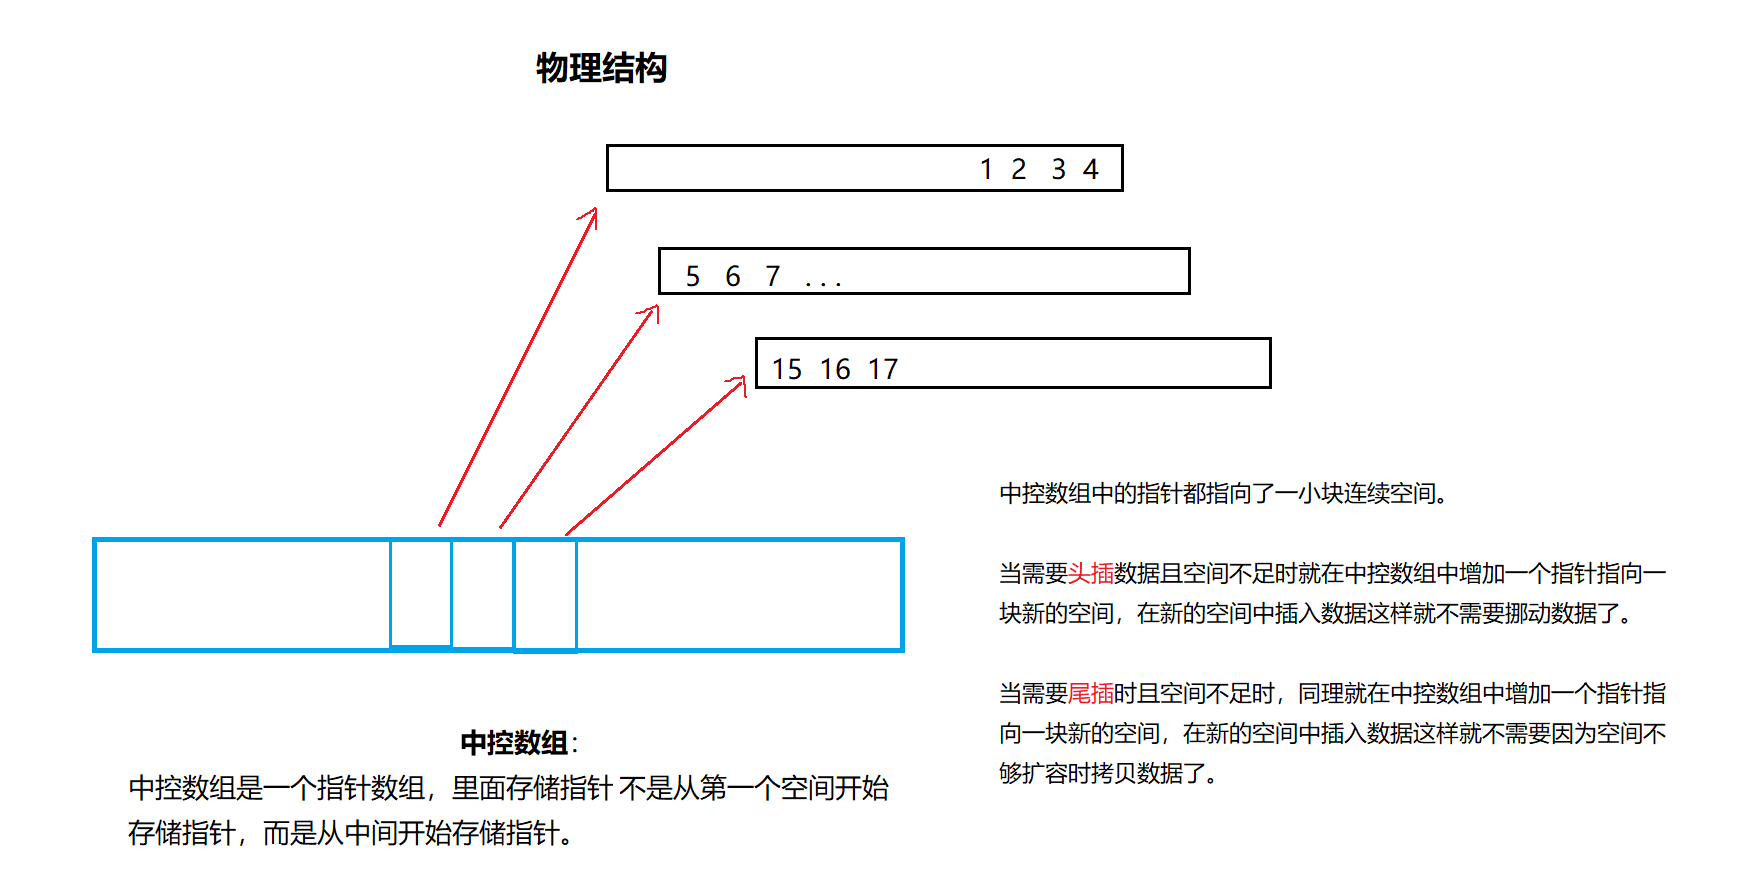 物理结构
1 2 3 4
5 6 7 ...
15 16 17
中控数组中的指针都指向了一小块连续空间。
当需要头插数据且空间不足时就在中控数组中增加一个指针指向一
块新的空间，在新的空间中插入数据这样就不需要挪动数据了。
当需要尾插时且空间不足时，同理就在中控数组中增加一个指针指
向一块新的空间，在新的空间中插入数据这样就不需要因为空间不
够扩容时拷贝数据了。
中控数组：
中控数组是一个指针数组，里面存储指针 不是从第一个空间开始
存储指针，而是从中间开始存储指针。